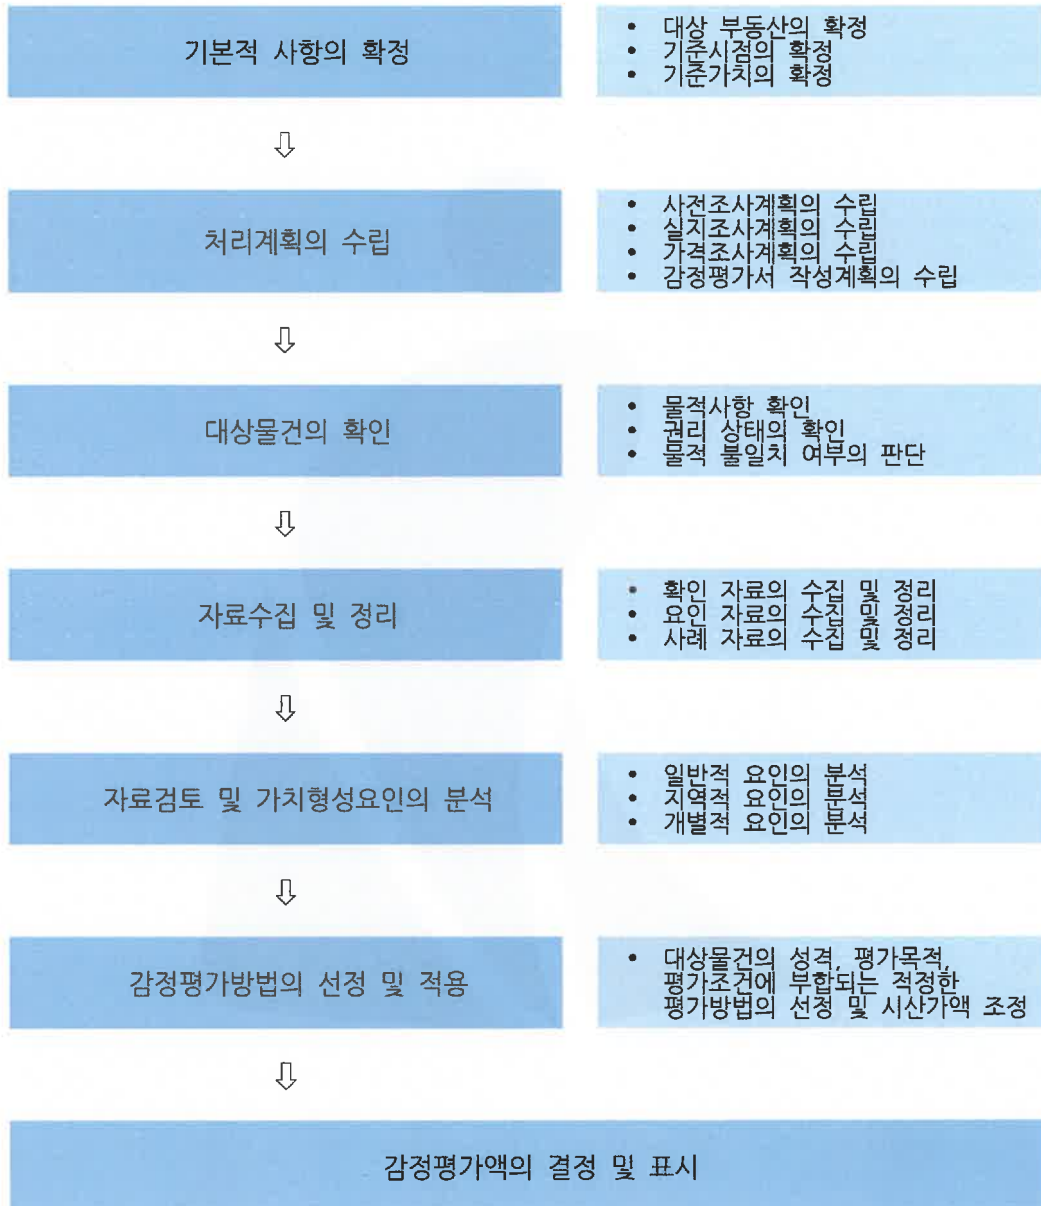 기본적 사항의 확정
• 대상 부동산의 확정
• 기준시점의 확정
• 기준가치의 확정
⇩
처리계획의 수립
• 사전조사계획의 수립
• 실지조사계획의 수립
• 가격조사계획의 수립
• 감정평가서 작성계획의 수립
⇩
대상물건의 확인
• 물적사항 확인
• 권리 상태의 확인
• 물적 불일치 여부의 판단
⇩
자료수집 및 정리
• 확인 자료의 수집 및 정리
• 요인 자료의 수집 및 정리
• 사례 자료의 수집 및 정리
⇩
자료검토 및 가치형성요인의 분석
• 일반적 요인의 분석
• 지역적 요인의 분석
• 개별적 요인의 분석
⇩
감정평가방법의 선정 및 적용
• 대상물건의 성격, 평가목적,
평가조건에 부합되는 적정한
평가방법의 선정 및 시산가액 조정
⇩
감정평가액의 결정 및 표시